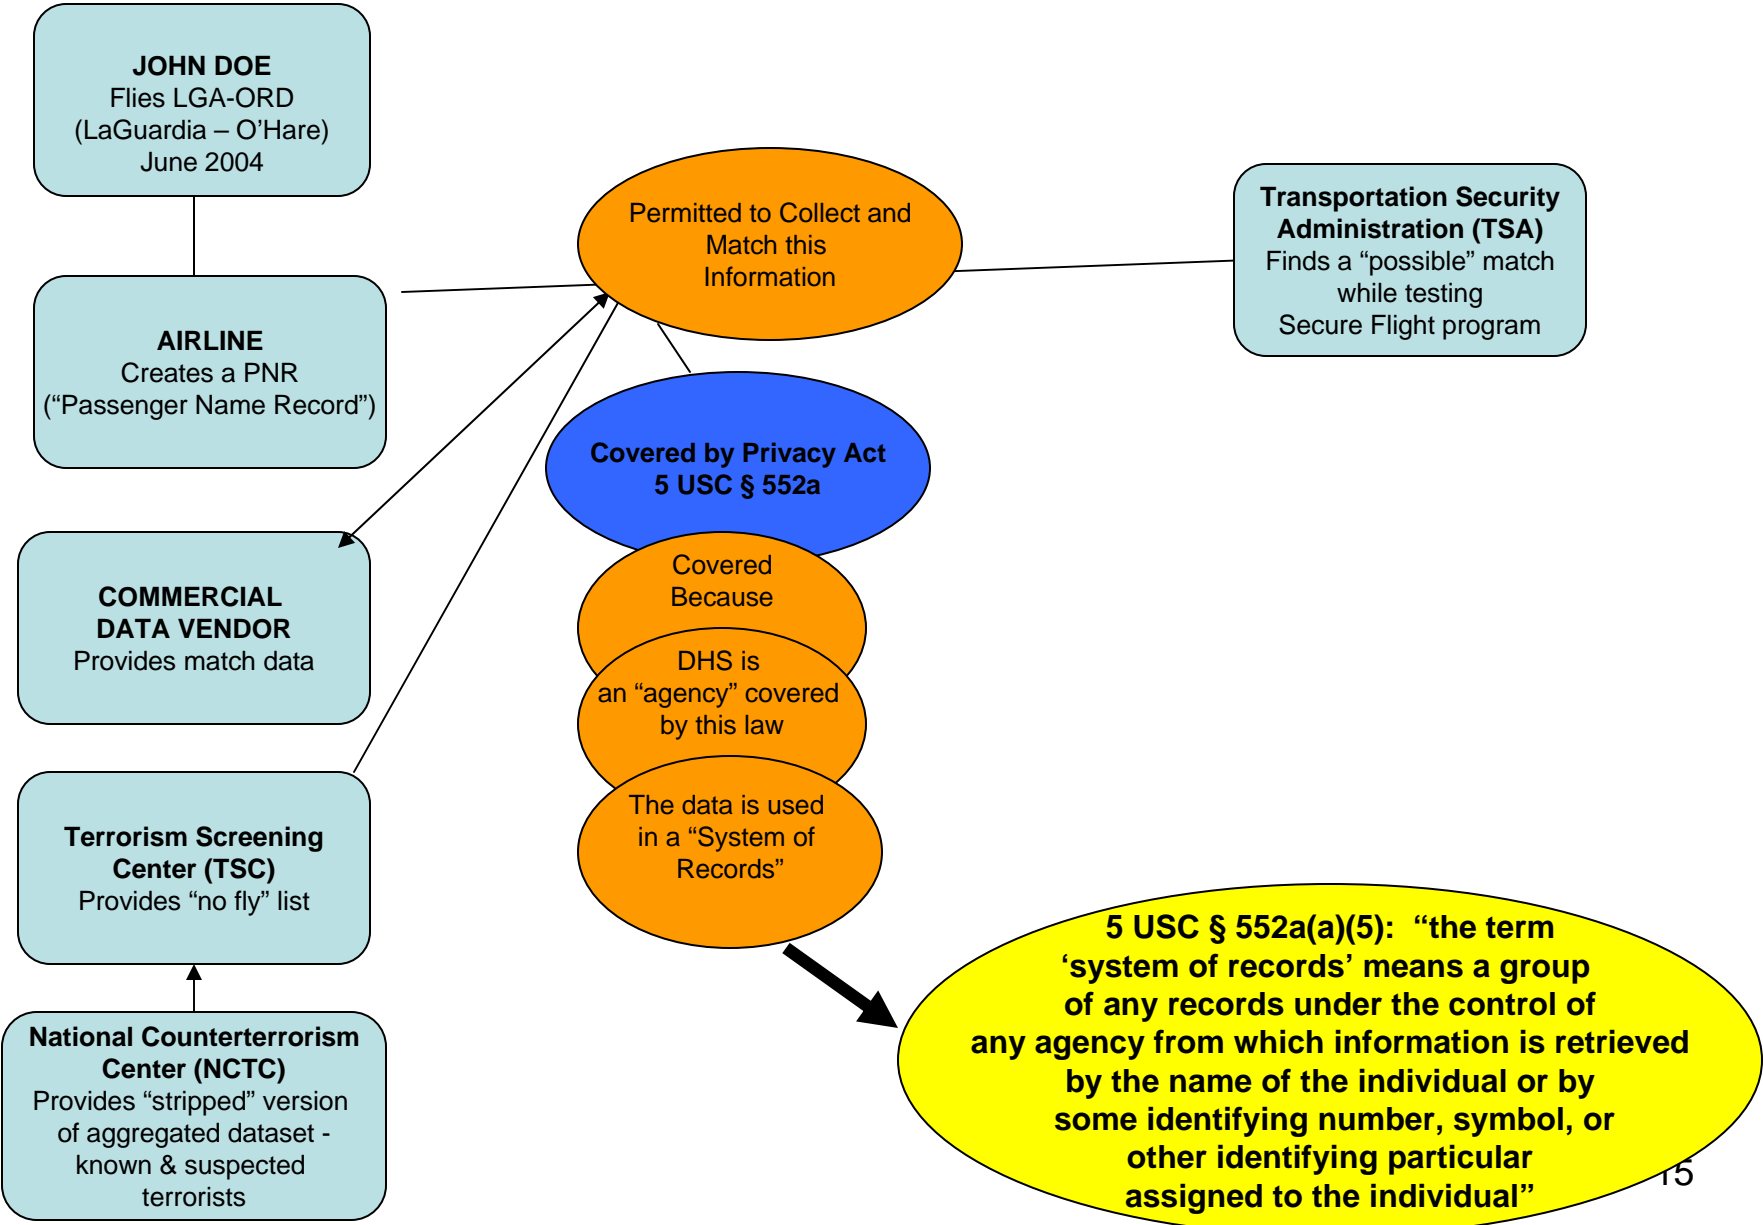 JOHN DOE
Flies LGA-ORD
(LaGuardia – O’Hare)
June 2004
AIRLINE
Creates a PNR
(“Passenger Name Record”)
COMMERCIAL
DATA VENDOR
Provides match data
Terrorism Screening
Center (TSC)
Provides “no fly” list
National Counterterrorism
Center (NCTC)
Provides “stripped” version
of aggregated dataset -
known & suspected
terrorists
Permitted to Collect and
Match this
Information
Covered by Privacy Act
5 USC § 552a
Covered
Because
DHS is
an “agency” covered
by this law
The data is used
in a “System of
Records”
Transportation Security
Administration (TSA)
Finds a “possible” match
while testing
Secure Flight program
5 USC § 552a(a)(5):  “the term
‘system of records’ means a group
of any records under the control of
any agency from which information is retrieved
by the name of the individual or by
some identifying number, symbol, or
other identifying particular
assigned to the individual”
15